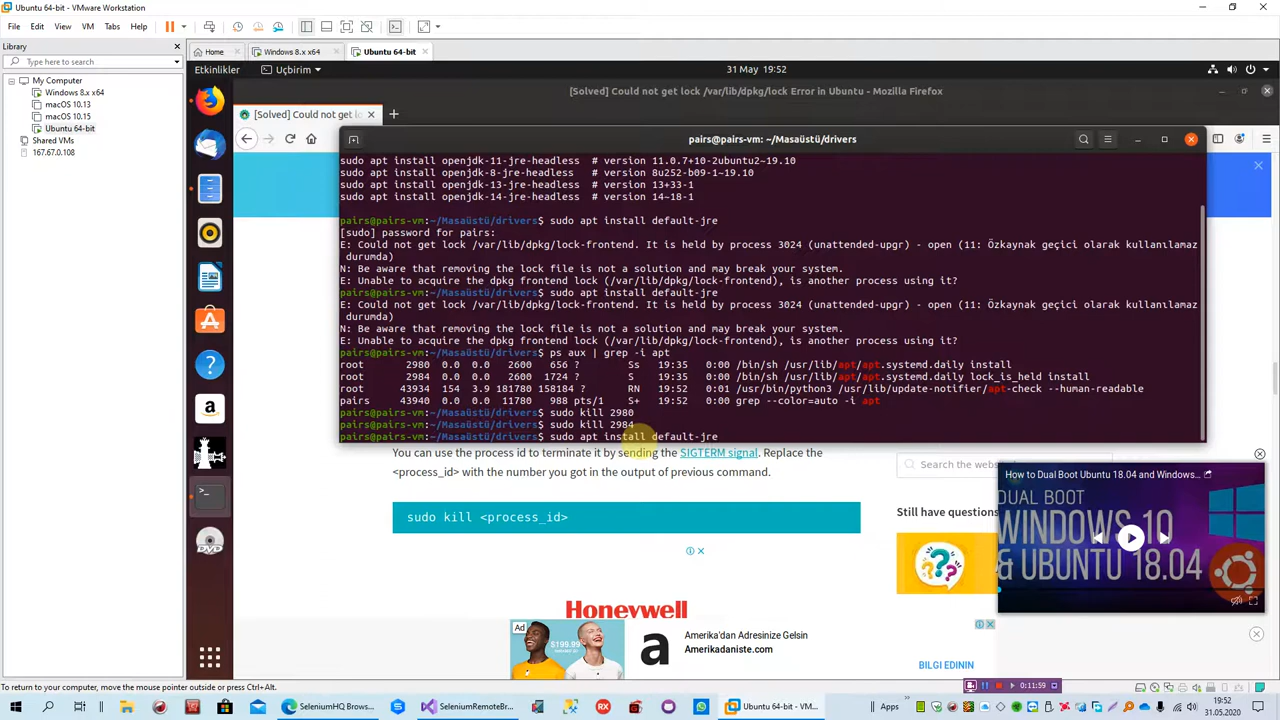 Ubuntu 64-bit - VMware Workstation
File Edit View VM Tabs Help
Library
Type here to search
My Computer
Windows 8.x x64
macOS 10.13
macOS 10.15
Ubuntu 64-bit
Shared VMs
167.67.0.108
Home
Windows 8.x x64
Ubuntu 64-bit
Etkinlikler
Uçbirim
31 May 19:52
[Solved] Could not get lock /var/lib/dpkg/lock Error in Ubuntu - Mozilla Firefox
[Solved] Could not get lo
pairs@pairs-vm: ~/Masaüstü/drivers
sudo apt install openjdk-11-jre-headless # version 11.0.7+10-2ubuntu2~19.10
sudo apt install openjdk-8-jre-headless # version 8u252-b09-1~19.10
sudo apt install openjdk-13-jre-headless # version 13+33-1
sudo apt install openjdk-14-jre-headless # version 14~18-1
pairs@pairs-vm:~/Masaüstü/drivers$ sudo apt install default-jre
[sudo] password for pairs:
E: Could not get lock /var/lib/dpkg/lock-frontend. It is held by process 3024 (unattended-upgr) - open (11: Özkaynak geçici olarak kullanılamaz
durumda)
N: Be aware that removing the lock file is not a solution and may break your system.
E: Unable to acquire the dpkg frontend lock (/var/lib/dpkg/lock-frontend), is another process using it?
pairs@pairs-vm:~/Masaüstü/drivers$ sudo apt install default-jre
E: Could not get lock /var/lib/dpkg/lock-frontend. It is held by process 3024 (unattended-upgr) - open (11: Özkaynak geçici olarak kullanılamaz
durumda)
N: Be aware that removing the lock file is not a solution and may break your system.
E: Unable to acquire the dpkg frontend lock (/var/lib/dpkg/lock-frontend), is another process using it?
pairs@pairs-vm:~/Masaüstü/drivers$ ps aux | grep -i apt
root 2980 0.0 0.0 2600 656 ? Ss 19:35 0:00 /bin/sh /usr/lib/apt/apt.systemd.daily install
root 2984 0.0 0.0 2600 1724 ? S 19:35 0:00 /bin/sh /usr/lib/apt/apt.systemd.daily lock_is_held install
root 43934 154 3.9 181780 158184 ? RN 19:52 0:01 /usr/bin/python3 /usr/lib/update-notifier/apt-check --human-readable
pairs 43940 0.0 0.0 11780 988 pts/1 S+ 19:52 0:00 grep --color=auto -i apt
pairs@pairs-vm:~/Masaüstü/drivers$ sudo kill 2980
pairs@pairs-vm:~/Masaüstü/drivers$ sudo kill 2984
pairs@pairs-vm:~/Masaüstü/drivers$ sudo apt install default-jre
You can use the process id to terminate it by sending the SIGTERM signal. Replace the
<process_id> with the number you got in the output of previous command.
sudo kill <process_id>
Search the webs
Still have questions
How to Dual Boot Ubuntu 18.04 and Windows...
DUAL BOOT
WINDOWS 10
& UBUNTU 18.04
Honeywell
Ad
$199.99
a
Amerika'dan Adresinize Gelsin
Amerikadaniste.com
BILGI EDININ
To return to your computer, move the mouse pointer outside or press Ctrl+Alt.
0:11:59
SeleniumHQ Brows...
SeleniumRemoteBr...
Ubuntu 64-bit - VM...
Apps
19:52
31.05.2020